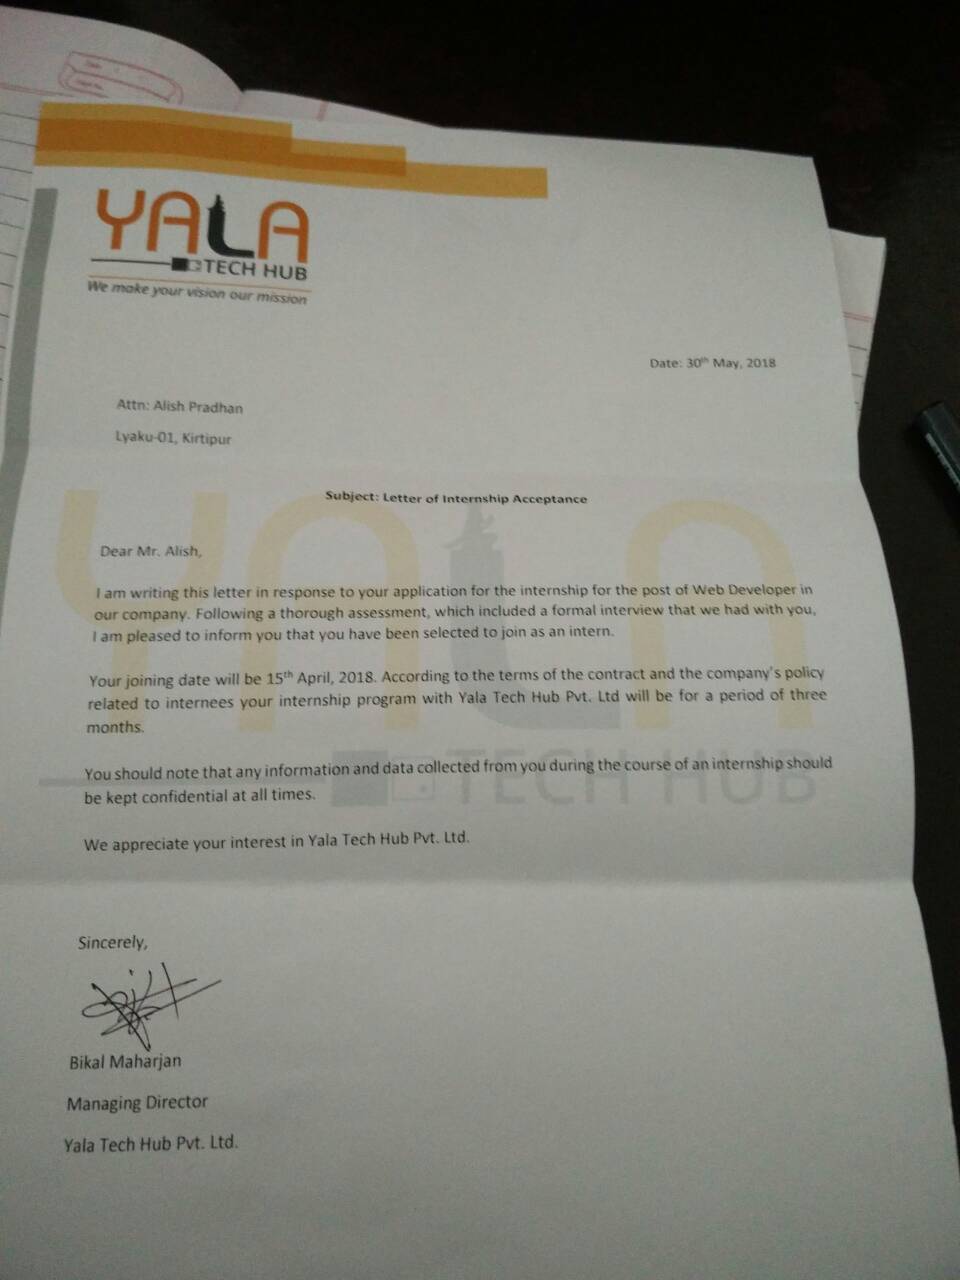 YALA
TECH HUB
We make your vision our mission
Date: 30th May, 2018
Attn: Alish Pradhan
Lyaku-01, Kirtipur
Subject: Letter of Internship Acceptance
Dear Mr. Alish,
I am writing this letter in response to your application for the internship for the post of Web Developer in
our company. Following a thorough assessment, which included a formal interview that we had with you,
I am pleased to inform you that you have been selected to join as an intern.
Your joining date will be 15th April, 2018. According to the terms of the contract and the company's policy
related to internees your internship program with Yala Tech Hub Pvt. Ltd will be for a period of three
months.
You should note that any information and data collected from you during the course of an internship should
be kept confidential at all times.
We appreciate your interest in Yala Tech Hub Pvt. Ltd.
YALA
TECH HUB
Sincerely,
Bikal Maharjan
Managing Director
Yala Tech Hub Pvt. Ltd.